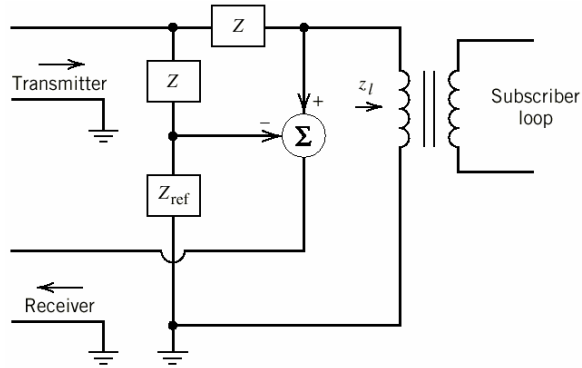 Z
Z
Transmitter
z_l
+
Subscriber
loop
−
Σ
Z_ref
Receiver